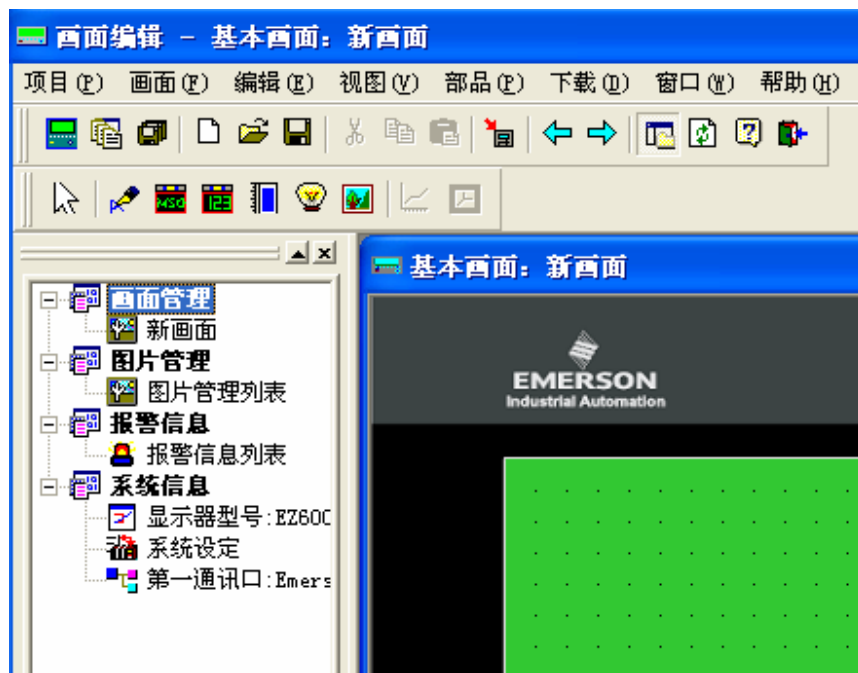 画面编辑 - 基本画面：新画面
项目(P) 画面(F) 编辑(E) 视图(V) 部品(P) 下载(D) 窗口(W) 帮助(H)
MSG 123
基本画面：新画面
画面管理
新画面
图片管理
图片管理列表
报警信息
报警信息列表
系统信息
显示器型号:EZ600
系统设定
第一通讯口:Emers
EMERSON
Industrial Automation